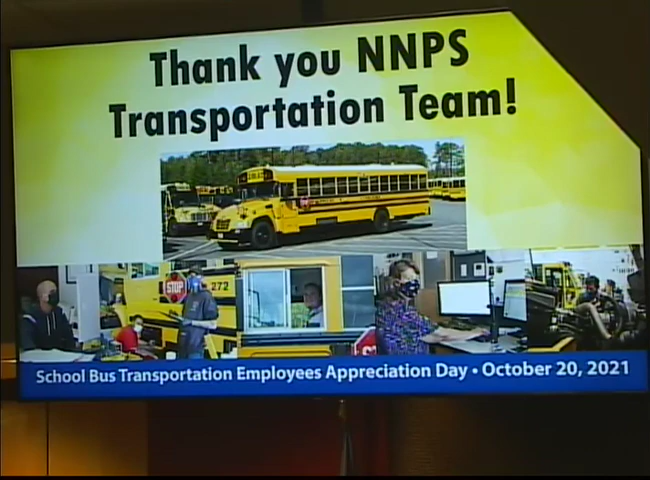 Thank you NNPS
Transportation Team!
STOP
272
School Bus Transportation Employees Appreciation Day • October 20, 2021